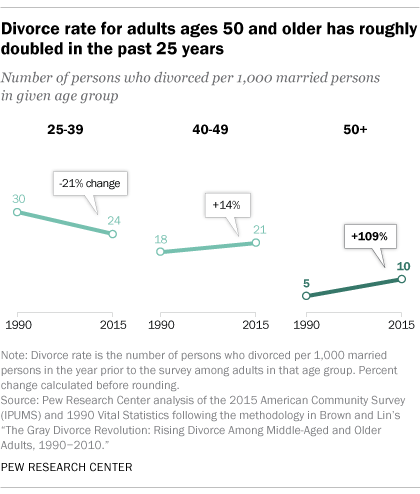 Divorce rate for adults ages 50 and older has roughly
doubled in the past 25 years
Number of persons who divorced per 1,000 married persons
in given age group
25-39
40-49
50+
-21% change
30
24
+14%
18
21
+109%
5
10
1990
2015
1990
2015
1990
2015
Note: Divorce rate is the number of persons who divorced per 1,000 married
persons in the year prior to the survey among adults in that age group. Percent
change calculated before rounding.
Source: Pew Research Center analysis of the 2015 American Community Survey
(IPUMS) and 1990 Vital Statistics following the methodology in Brown and Lin's
“The Gray Divorce Revolution: Rising Divorce Among Middle-Aged and Older
Adults, 1990–2010.”
PEW RESEARCH CENTER